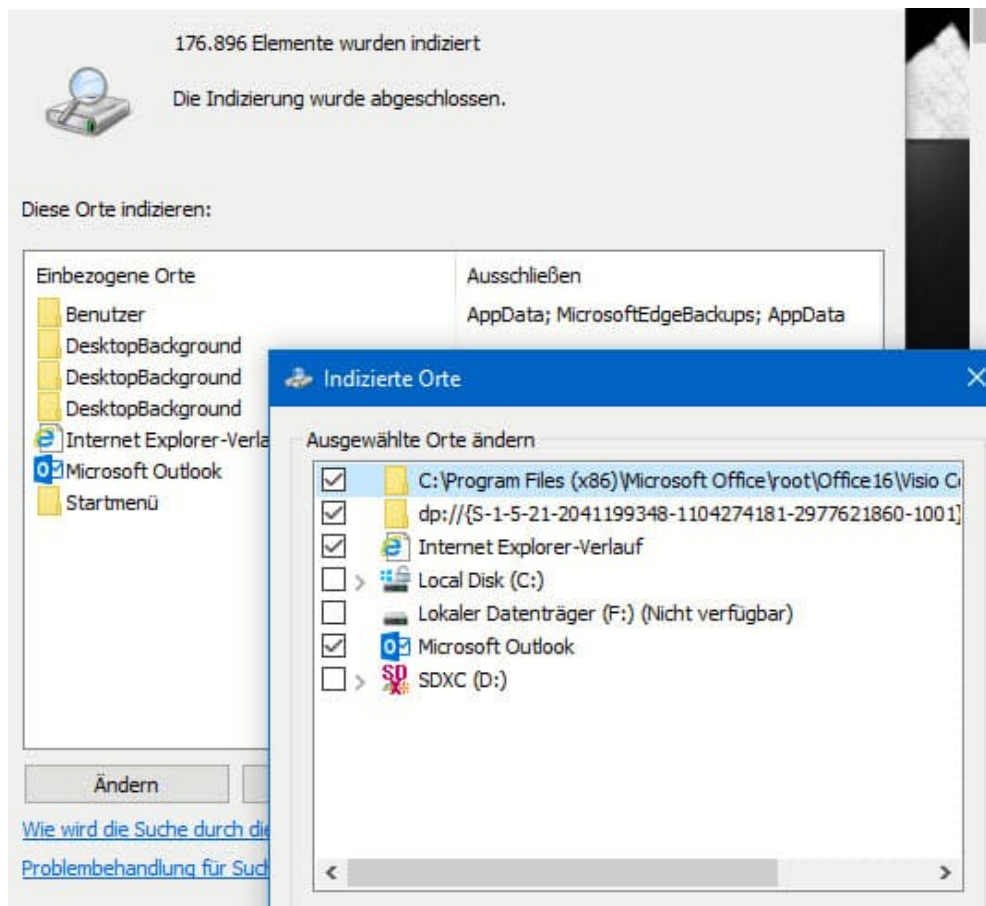 176.896 Elemente wurden indiziert
Die Indizierung wurde abgeschlossen.
Diese Orte indizieren:
Einbezogene Orte Ausschließen
Benutzer AppData; MicrosoftEdgeBackups; AppData
DesktopBackground
DesktopBackground
DesktopBackground
Internet Explorer-Verla
Microsoft Outlook
Startmenü
Ändern
Wie wird die Suche durch die
Problembehandlung für Such
Indizierte Orte
Ausgewählte Orte ändern
C:\Program Files (x86)\Microsoft Office\root\Office16\Visio
dp://{S-1-5-21-2041199348-1104274181-2977621860-1001}
Internet Explorer-Verlauf
Local Disk (C:)
Lokaler Datenträger (F:) (Nicht verfügbar)
Microsoft Outlook
SDXC (D:)